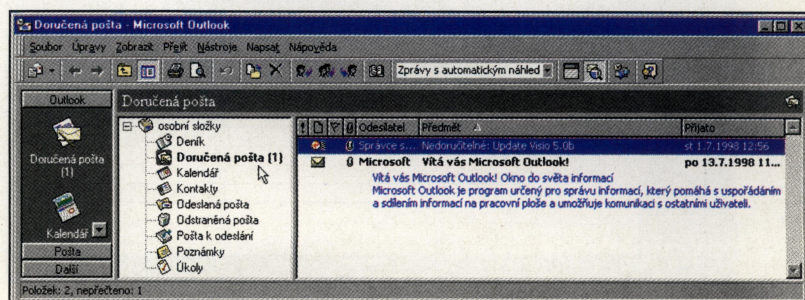 Doručená pošta - Microsoft Outlook
Soubor Úpravy Zobrazit Přejít Nástroje Napsat Nápověda
Zprávy s automatickým náhled
Outlook
Doručená pošta
(1)
Kalendář
Pošta
Další
Doručená pošta
osobní složky
Deník
Doručená pošta (1)
Kalendář
Kontakty
Odeslaná pošta
Odstraněná pošta
Pošta k odeslání
Poznámky
Úkoly
Odesilatel Předmět Přijato
Správce s... Nedoručitelné: Update Visio 5.0b st 1.7.1998 12:56
Microsoft Vítá vás Microsoft Outlook! po 13.7.1998 11...
Vítá vás Microsoft Outlook! Okno do světa informací
Microsoft Outlook je program určený pro správu informací, který pomáhá s uspořádáním
a sdílením informací na pracovní ploše a umožňuje komunikaci s ostatními uživateli.
Položek: 2, nepřečteno: 1